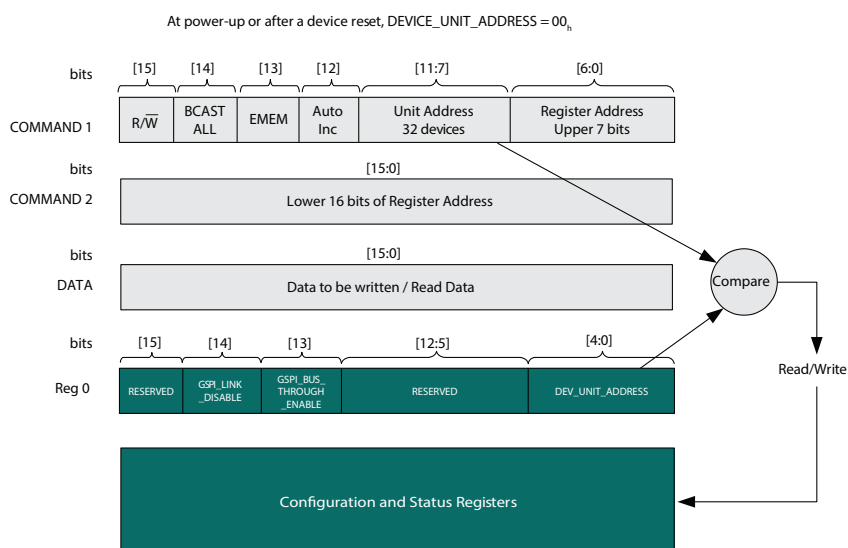 At power-up or after a device reset, DEVICE_UNIT_ADDRESS = 00h
bits [15] [14] [13] [12] [11:7] [6:0]
COMMAND 1
R/W̅
BCAST
ALL
EMEM
Auto
Inc
Unit Address
32 devices
Register Address
Upper 7 bits
bits [15:0]
COMMAND 2
Lower 16 bits of Register Address
bits [15:0]
DATA
Data to be written / Read Data
Compare
bits [15] [14] [13] [12:5] [4:0]
Read/Write
Reg 0
RESERVED
GSPI_LINK
_DISABLE
GSPI_BUS_
THROUGH
_ENABLE
RESERVED
DEV_UNIT_ADDRESS
Configuration and Status Registers